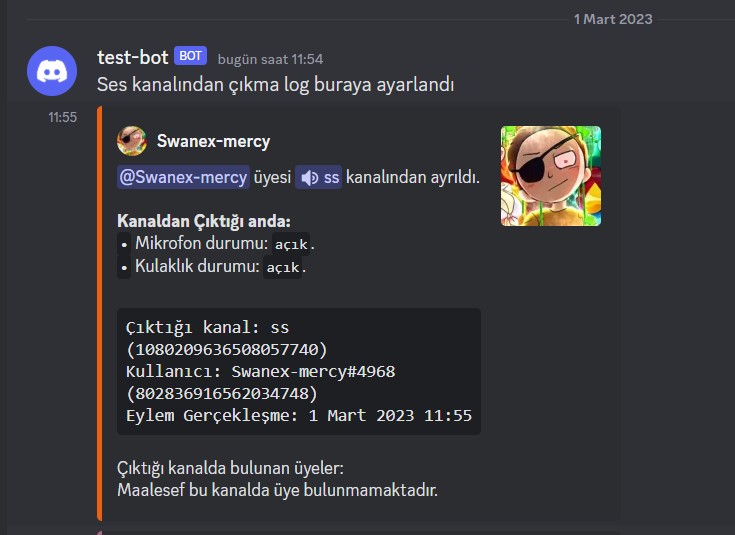 1 Mart 2023
test-bot BOT bugün saat 11:54
Ses kanalından çıkma log buraya ayarlandı
11:55
Swanex-mercy
@Swanex-mercy üyesi ss kanalından ayrıldı.
Kanaldan Çıktığı anda:
• Mikrofon durumu: açık.
• Kulaklık durumu: açık.
Çıktığı kanal: ss
(1080209636508057740)
Kullanıcı: Swanex-mercy#4968
(802836916562034748)
Eylem Gerçekleşme: 1 Mart 2023 11:55
Çıktığı kanalda bulunan üyeler:
Maalesef bu kanalda üye bulunmamaktadır.